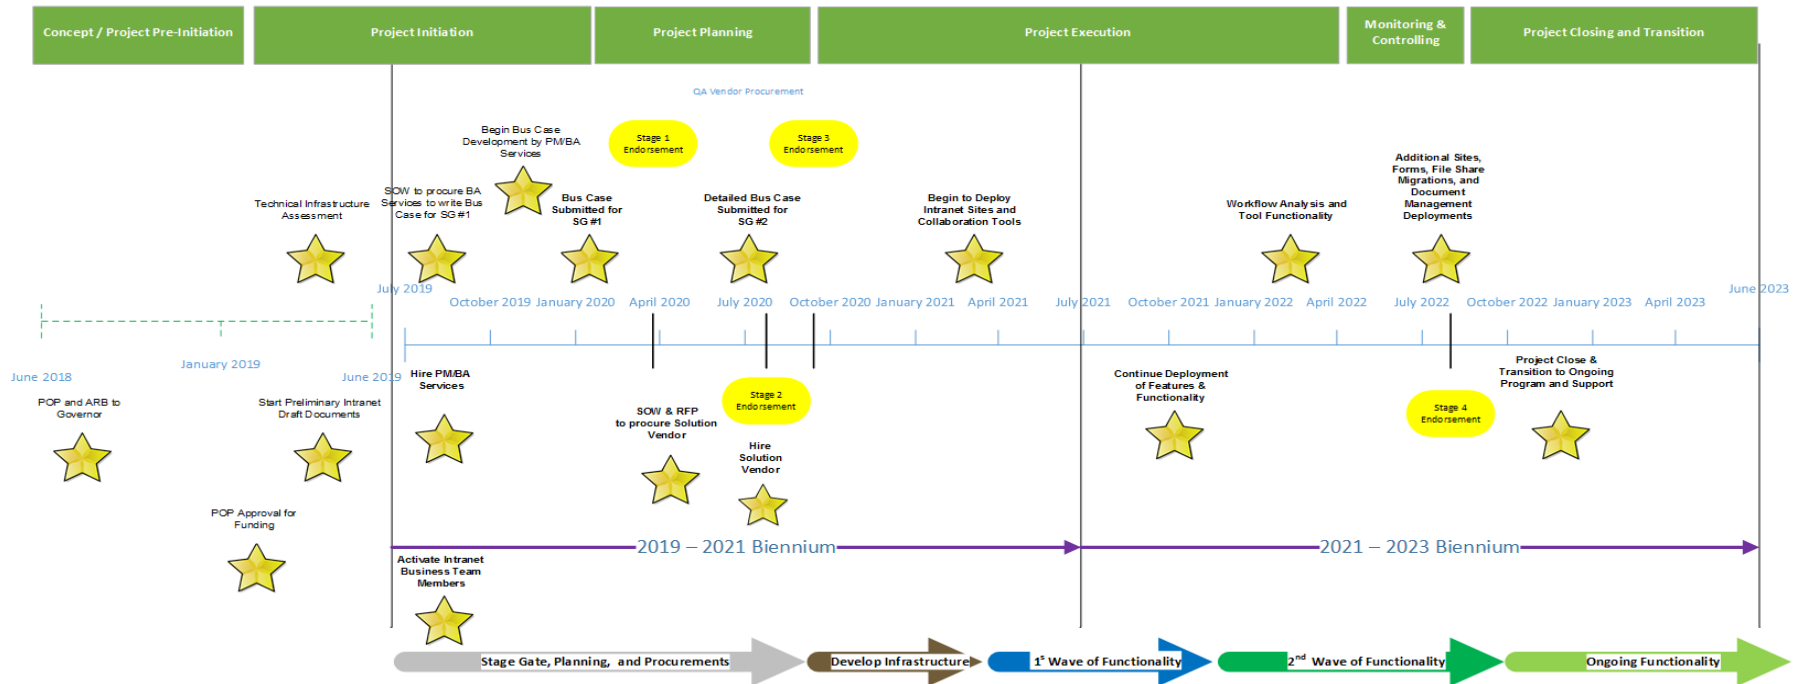 Concept / Project Pre-Initiation
Project Initiation
Project Planning
Project Execution
Monitoring &
Controlling
Project Closing and Transition
QA Vendor Procurement
Begin Bus Case
Development by PM/BA
Services
Stage 1
Endorsement
Stage 3
Endorsement
Technical Infrastructure
Assessment
SOW to procure BA
Services to write Bus
Case for SG #1
Bus Case
Submitted for
SG #1
Detailed Bus Case
Submitted for
SG #2
Begin to Deploy
Intranet Sites and
Collaboration Tools
Workflow Analysis and
Tool Functionality
Additional Sites,
Forms, File Share
Migrations, and
Document
Management
Deployments
July 2019
October 2019
January 2020
April 2020
July 2020
October 2020
January 2021
April 2021
July 2021
October 2021
January 2022
April 2022
July 2022
October 2022
January 2023
April 2023
June 2023
June 2018
January 2019
June 2019
POP and ARB to
Governor
Start Preliminary Intranet
Draft Documents
Hire PM/BA
Services
SOW & RFP
to procure Solution
Vendor
Stage 2
Endorsement
Hire
Solution
Vendor
Continue Deployment
of Features &
Functionality
Stage 4
Endorsement
Project Close &
Transition to Ongoing
Program and Support
POP Approval for
Funding
2019 – 2021 Biennium
2021 – 2023 Biennium
Activate Intranet
Business Team
Members
Stage Gate, Planning, and Procurements
Develop Infrastructure
1s Wave of Functionality
2nd Wave of Functionality
Ongoing Functionality